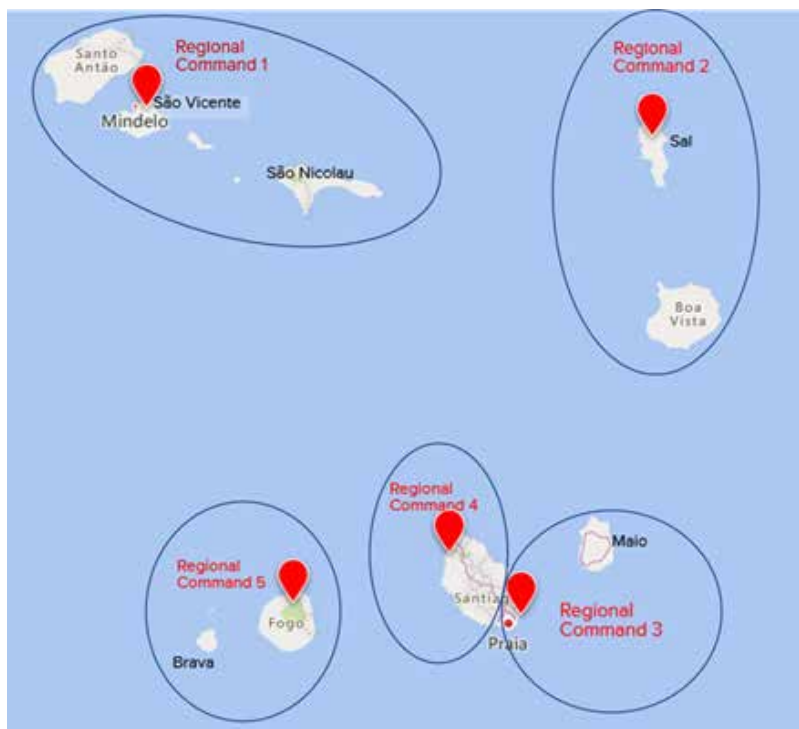 Regional
Command 1
Santo
Antão
São Vicente
Mindelo
São Nicolau
Regional
Command 2
Sal
Boa
Vista
Regional
Command 4
Santiag
Praia
Maio
Regional
Command 3
Regional
Command 5
Fogo
Brava